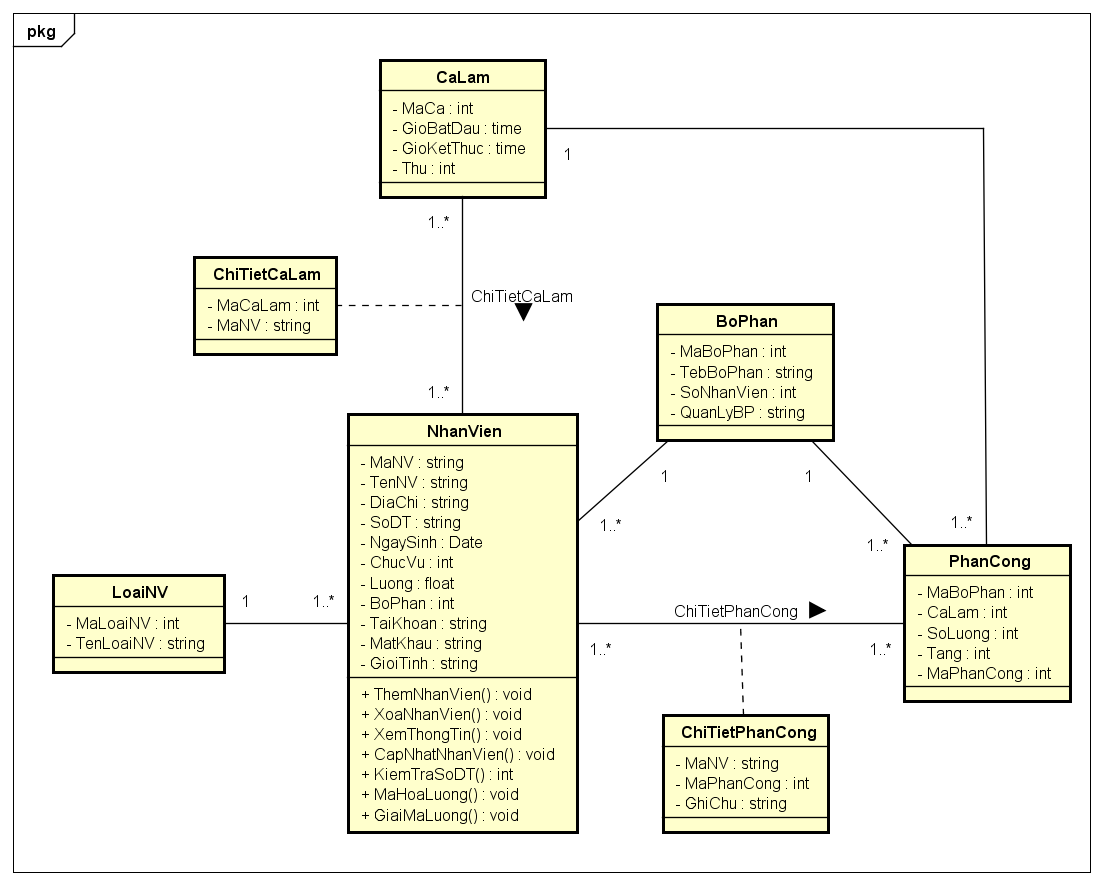 pkg
CaLam
- MaCa : int
- GioBatDau : time
- GioKetThuc : time
- Thu : int
1
1..*
ChiTietCaLam
- MaCaLam : int
- MaNV : string
ChiTietCaLam
1..*
BoPhan
- MaBoPhan : int
- TebBoPhan : string
- SoNhanVien : int
- QuanLyBP : string
1
1
1..*
1..*
1..*
NhanVien
- MaNV : string
- TenNV : string
- DiaChi : string
- SoDT : string
- NgaySinh : Date
- ChucVu : int
- Luong : float
- BoPhan : int
- TaiKhoan : string
- MatKhau : string
- GioiTinh : string
+ ThemNhanVien() : void
+ XoaNhanVien() : void
+ XemThongTin() : void
+ CapNhatNhanVien() : void
+ KiemTraSoDT() : int
+ MaHoaLuong() : void
+ GiaiMaLuong() : void
LoaiNV
- MaLoaiNV : int
- TenLoaiNV : string
1
1..*
ChiTietPhanCong
1..*
1..*
PhanCong
- MaBoPhan : int
- CaLam : int
- SoLuong : int
- Tang : int
- MaPhanCong : int
ChiTietPhanCong
- MaNV : string
- MaPhanCong : int
- GhiChu : string